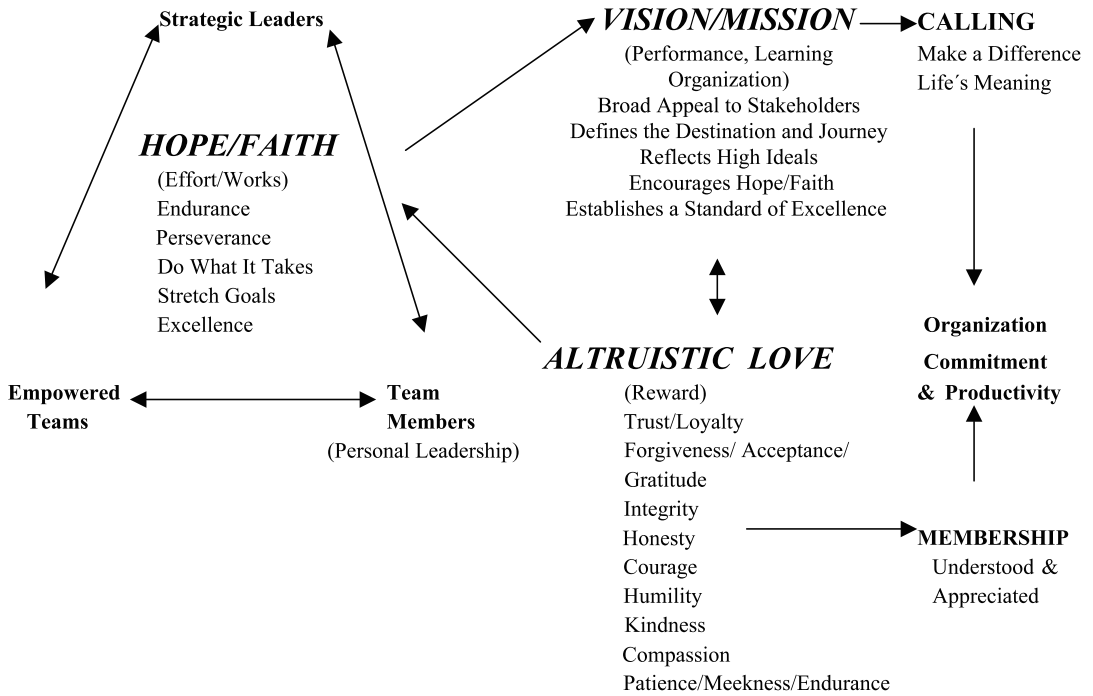 Strategic Leaders
HOPE/FAITH
(Effort/Works)
Endurance
Perseverance
Do What It Takes
Stretch Goals
Excellence
Empowered
Teams
Team
Members
(Personal Leadership)
VISION/MISSION
(Performance, Learning
Organization)
Broad Appeal to Stakeholders
Defines the Destination and Journey
Reflects High Ideals
Encourages Hope/Faith
Establishes a Standard of Excellence
ALTRUISTIC LOVE
(Reward)
Trust/Loyalty
Forgiveness/ Acceptance/
Gratitude
Integrity
Honesty
Courage
Humility
Kindness
Compassion
Patience/Meekness/Endurance
CALLING
Make a Difference
Life´s Meaning
Organization
Commitment
& Productivity
MEMBERSHIP
Understood &
Appreciated